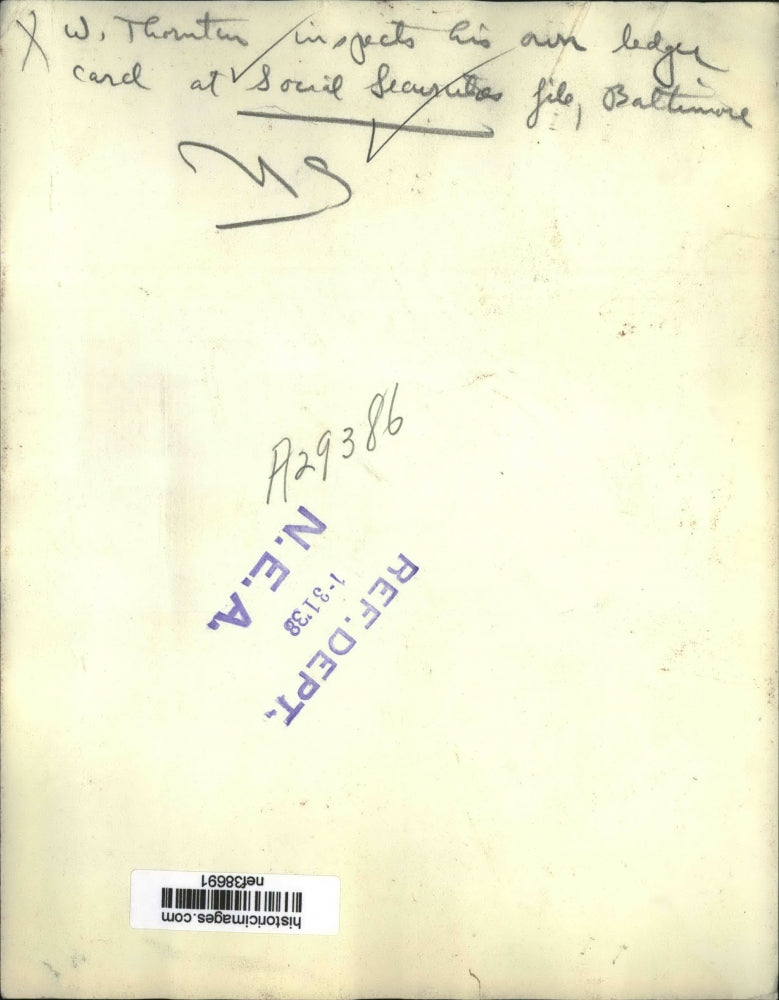 X W. Thornton inspects his own ledger
card at Social Securities file, Baltimore
A29386
N.E.A.
1-31'38
REF. DEPT.
historicimages.com
nef38691